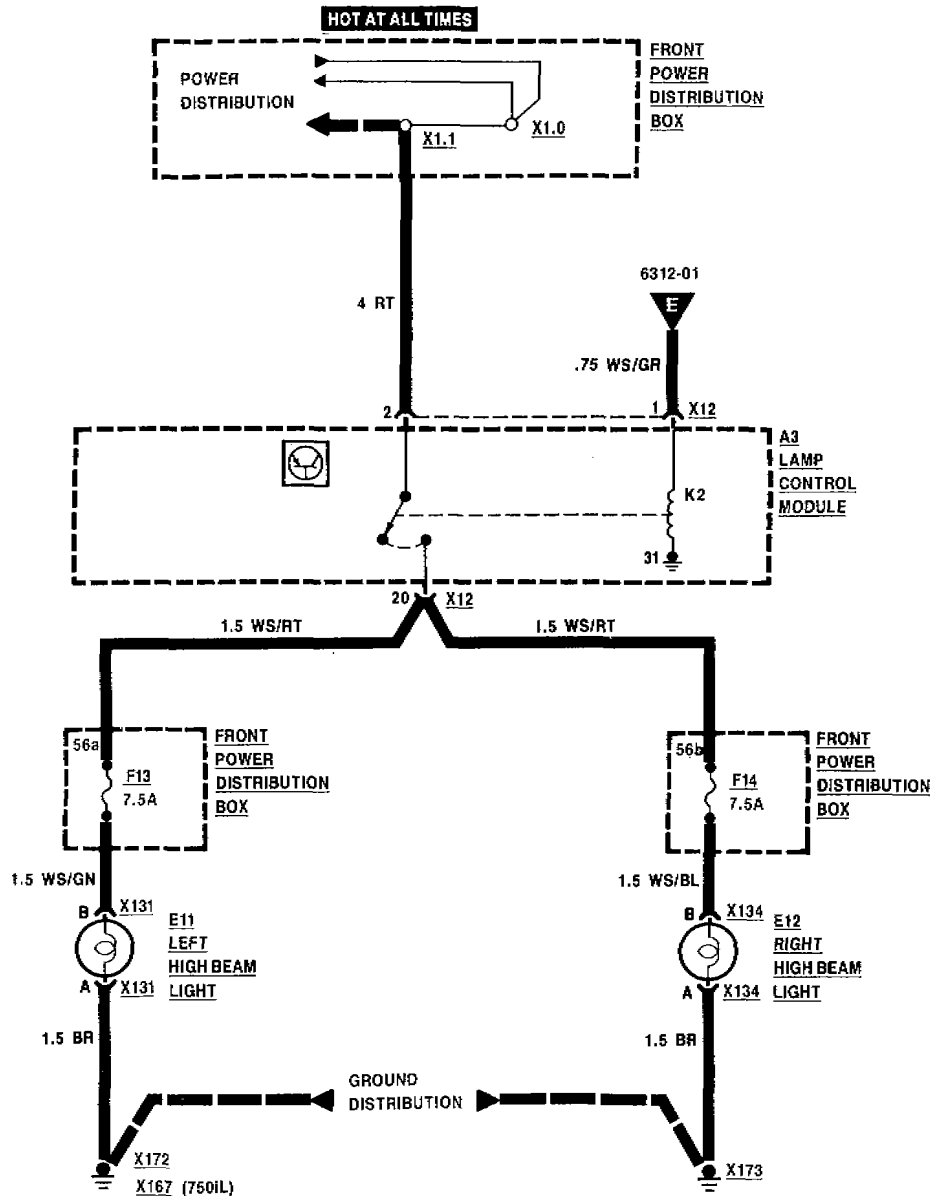 HOT AT ALL TIMES
POWER
DISTRIBUTION
FRONT
POWER
DISTRIBUTION
BOX
X1.1
X1.0
6312-01
E
4 RT
.75 WS/GR
2
1
X12
A3
LAMP
CONTROL
MODULE
K2
31
20
X12
1.5 WS/RT
1.5 WS/RT
56a
F13
7.5A
FRONT
POWER
DISTRIBUTION
BOX
56b
F14
7.5A
FRONT
POWER
DISTRIBUTION
BOX
1.5 WS/GN
1.5 WS/BL
B
X131
E11
LEFT
HIGH BEAM
LIGHT
A
X131
B
X134
E12
RIGHT
HIGH BEAM
LIGHT
A
X134
1.5 BR
1.5 BR
GROUND
DISTRIBUTION
X172
X167 (750iL)
X173